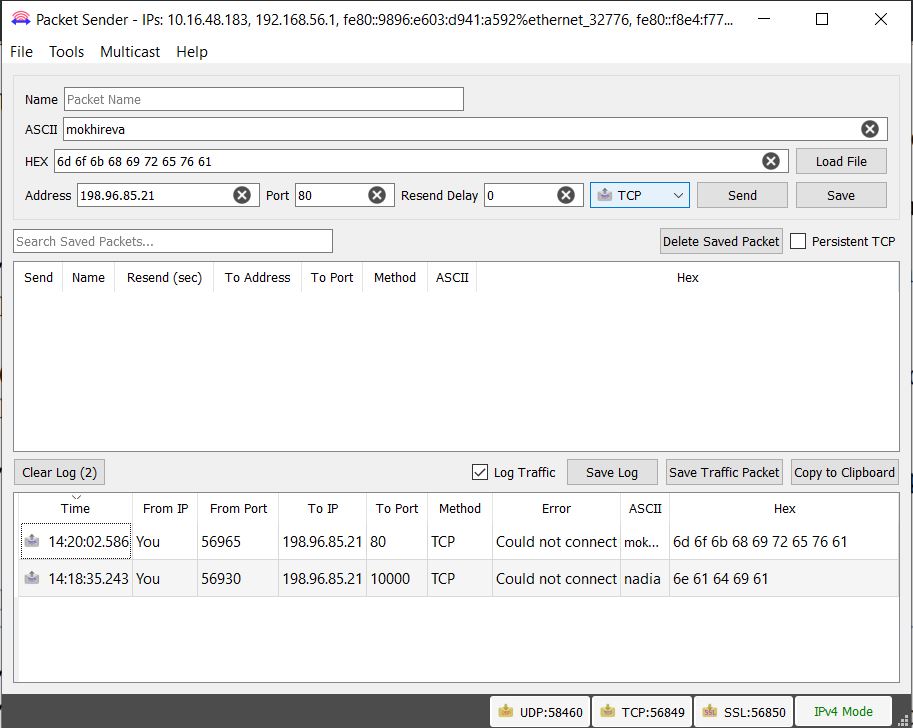 Packet Sender - IPs: 10.16.48.183, 192.168.56.1, fe80::9896:e603:d941:a592%ethernet_32776, fe80::f8e4:f77...
File Tools Multicast Help
Name Packet Name
ASCII mokhireva
HEX 6d 6f 6b 68 69 72 65 76 61 Load File
Address 198.96.85.21 Port 80 Resend Delay 0 TCP Send Save
Search Saved Packets... Delete Saved Packet Persistent TCP
Send Name Resend (sec) To Address To Port Method ASCII Hex
Clear Log (2) Log Traffic Save Log Save Traffic Packet Copy to Clipboard
Time From IP From Port To IP To Port Method Error ASCII Hex
14:20:02.586 You 56965 198.96.85.21 80 TCP Could not connect mok... 6d 6f 6b 68 69 72 65 76 61
14:18:35.243 You 56930 198.96.85.21 10000 TCP Could not connect nadia 6e 61 64 69 61
UDP:58460 TCP:56849 SSL:56850 IPv4 Mode